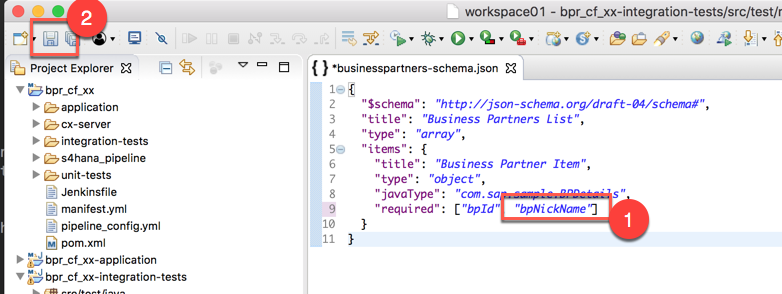 2
workspace01 - bpr_cf_xx-integration-tests/src/test/r
Project Explorer
*businesspartners-schema.json
bpr_cf_xx
application
cx-server
integration-tests
s4hana_pipeline
unit-tests
Jenkinsfile
manifest.yml
pipeline_config.yml
pom.xml
bpr_cf_xx-application
bpr_cf_xx-integration-tests
src/test/java
1 {
2 "$schema": "http://json-schema.org/draft-04/schema#",
3 "title": "Business Partners List",
4 "type": "array",
5 "items": {
6 "title": "Business Partner Item",
7 "type": "object",
8 "javaType": "com.sap.sample.BPDetails",
9 "required": ["bpId" "bpNickName"]
10 }
11 }
1